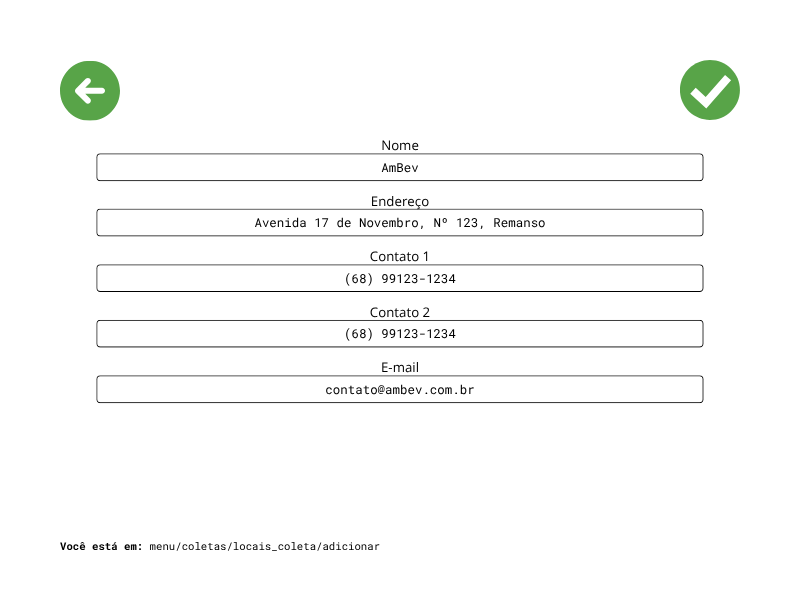 Nome
AmBev
Endereço
Avenida 17 de Novembro, Nº 123, Remanso
Contato 1
(68) 99123-1234
Contato 2
(68) 99123-1234
E-mail
contato@ambev.com.br
Você está em: menu/coletas/locais_coleta/adicionar